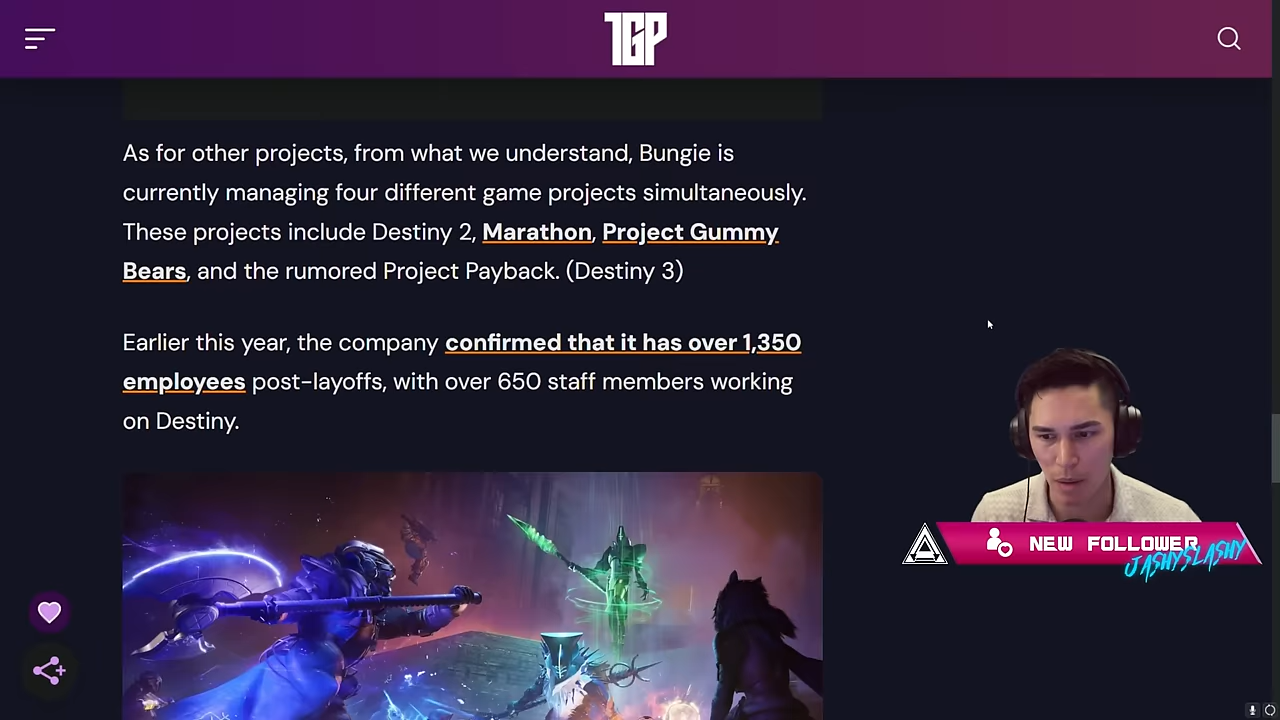 TGP
As for other projects, from what we understand, Bungie is
currently managing four different game projects simultaneously.
These projects include Destiny 2, Marathon, Project Gummy
Bears, and the rumored Project Payback. (Destiny 3)
Earlier this year, the company confirmed that it has over 1,350
employees post-layoffs, with over 650 staff members working
on Destiny.
NEW FOLLOWER
JASHYSLASHY